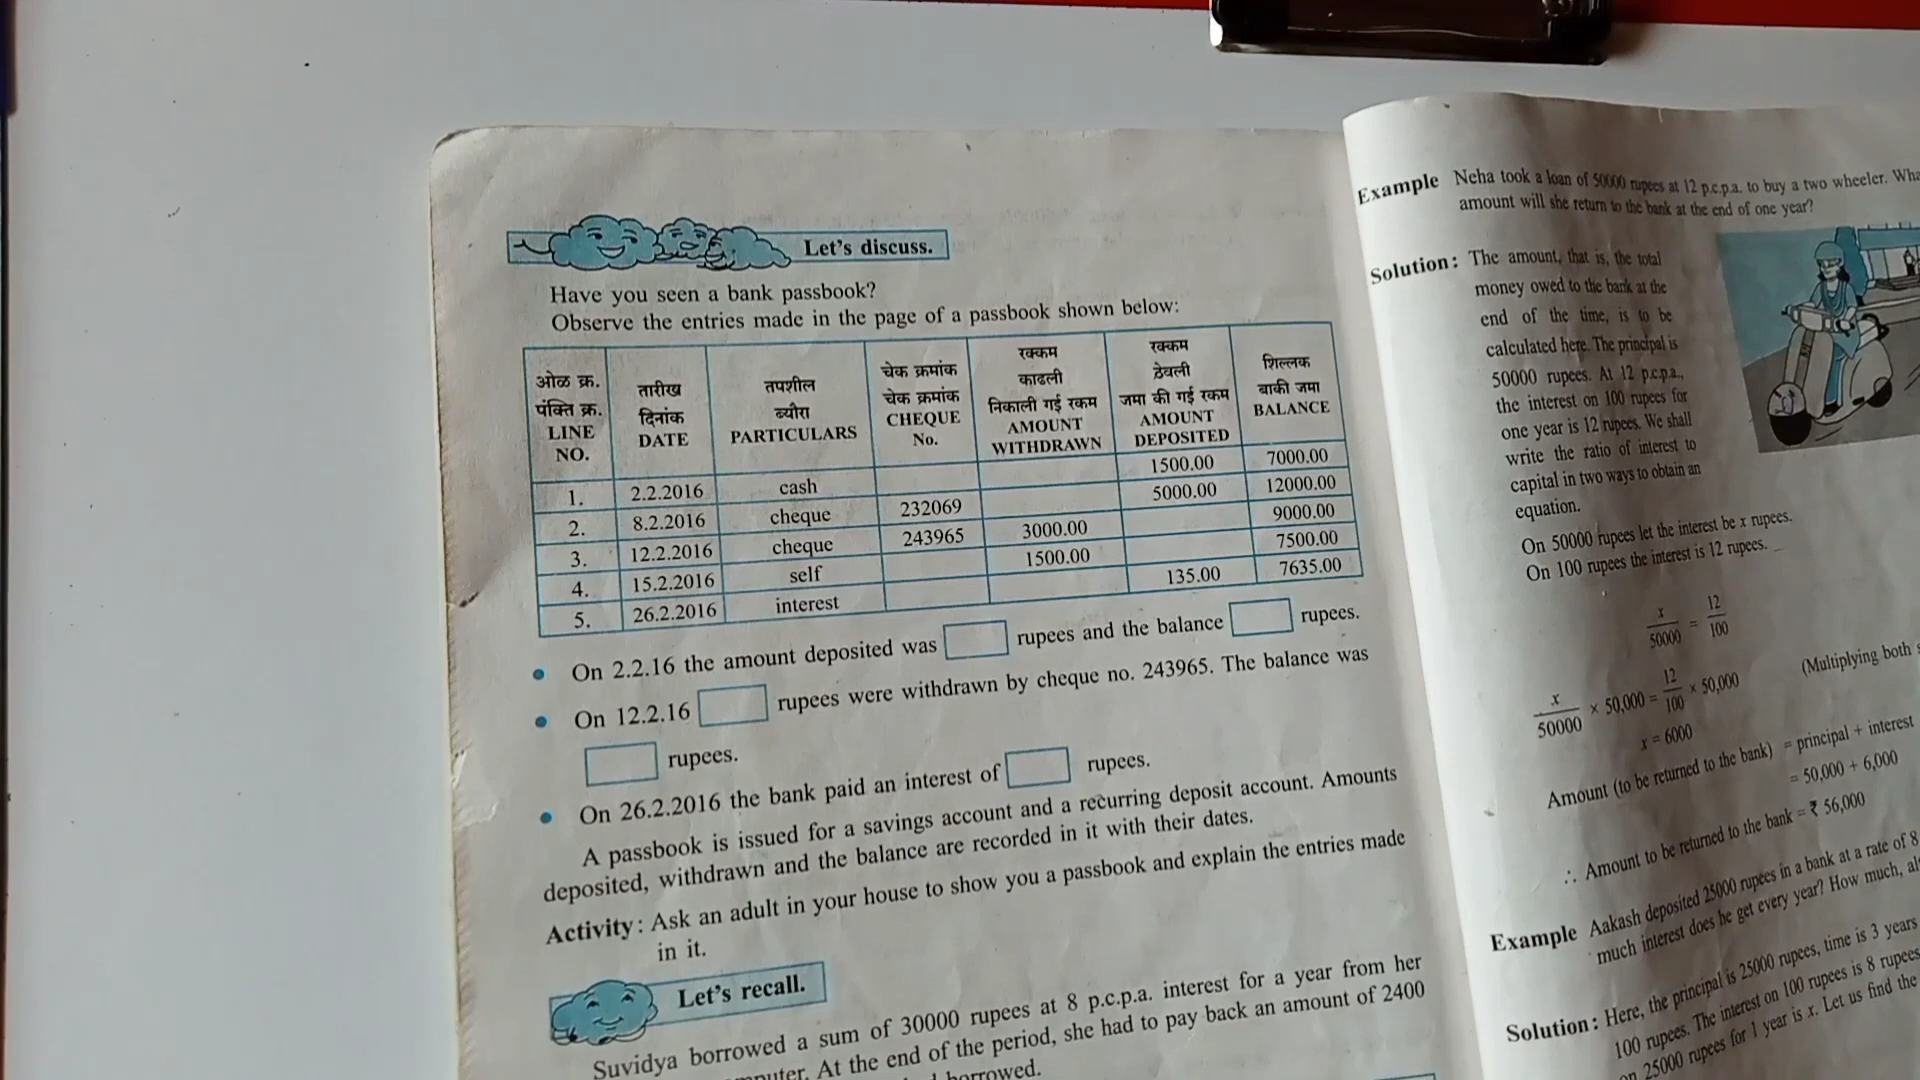 Let's discuss.
Have you seen a bank passbook?
Observe the entries made in the page of a passbook shown below:
ओळ क्र. पंक्ति क्र. LINE NO.
तारीख दिनांक DATE
तपशील ब्यौरा PARTICULARS
चेक क्रमांक चेक क्रमांक CHEQUE No.
रक्कम काढली निकाली गई रकम AMOUNT WITHDRAWN
रक्कम ठेवली जमा की गई रकम AMOUNT DEPOSITED
शिल्लक बाकी जमा BALANCE
1. 2.2.2016 cash 1500.00 7000.00
2. 8.2.2016 cheque 232069 5000.00 12000.00
3. 12.2.2016 cheque 243965 3000.00 9000.00
4. 15.2.2016 self 1500.00 7500.00
5. 26.2.2016 interest 135.00 7635.00
• On 2.2.16 the amount deposited was rupees and the balance rupees.
• On 12.2.16 rupees were withdrawn by cheque no. 243965. The balance was
rupees.
• On 26.2.2016 the bank paid an interest of rupees.
A passbook is issued for a savings account and a recurring deposit account. Amounts
deposited, withdrawn and the balance are recorded in it with their dates.
Activity: Ask an adult in your house to show you a passbook and explain the entries made
in it.
Let's recall.
Suvidya borrowed a sum of 30000 rupees at 8 p.c.p.a. interest for a year from her
At the end of the period, she had to pay back an amount of 2400
borrowed.
Example Neha took a loan of 50000 rupees at 12 p.c.p.a. to buy a two wheeler.
amount will she return to the bank at the end of one year?
Solution: The amount, that is, the total
money owed to the bank at the
end of the time, is to be
calculated here. The principal is
50000 rupees. At 12 p.c.p.a.,
the interest on 100 rupees for
one year is 12 rupees. We shall
write the ratio of interest to
capital in two ways to obtain an
equation.
On 50000 rupees let the interest be x rupees.
On 100 rupees the interest is 12 rupees.
x/50000 = 12/100
x/50000 × 50,000 = 12/100 × 50,000 (Multiplying both
x = 6000
Amount (to be returned to the bank) = principal + interest
= 50,000 + 6,000
∴ Amount to be returned to the bank = ₹ 56,000
Example Aakash deposited 25000 rupees in a bank at a rate of 8
much interest does he get every year? How much,
Solution: Here, the principal is 25000 rupees, time is 3 years
100 rupees. The interest on 100 rupees is 8 rupees
on 25000 rupees for 1 year is x. Let us find the